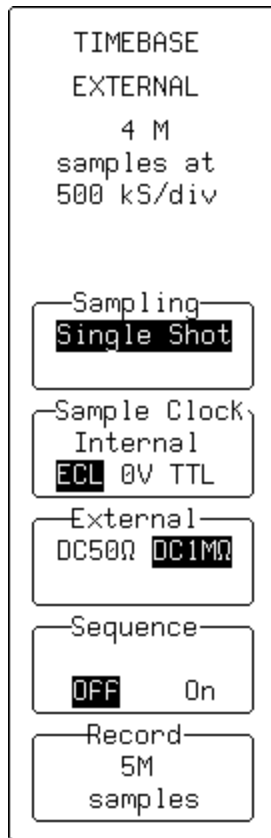 TIMEBASE
EXTERNAL
4 M
samples at
500 kS/div
Sampling
Single Shot
Sample Clock
Internal
ECL 0V TTL
External
DC50Ω DC1MΩ
Sequence
OFF On
Record
5M
samples